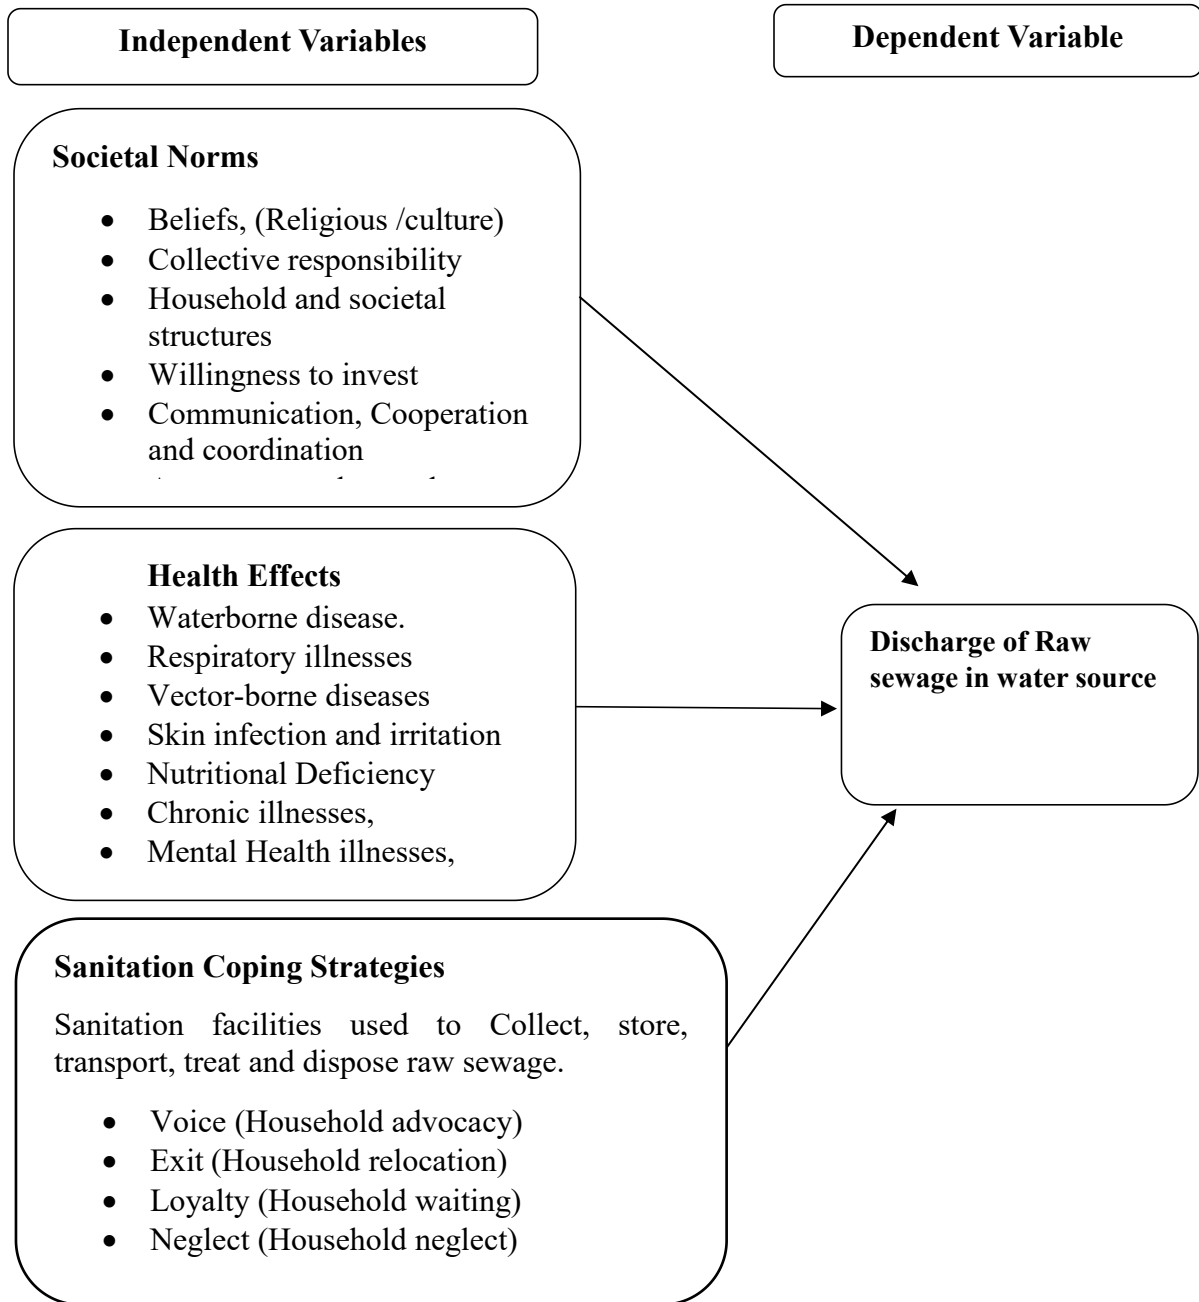 Independent Variables
Dependent Variable
Societal Norms
• Beliefs, (Religious /culture)
• Collective responsibility
• Household and societal
structures
• Willingness to invest
• Communication, Cooperation
and coordination
Health Effects
• Waterborne disease.
• Respiratory illnesses
• Vector-borne diseases
• Skin infection and irritation
• Nutritional Deficiency
• Chronic illnesses,
• Mental Health illnesses,
Discharge of Raw
sewage in water source
Sanitation Coping Strategies
Sanitation facilities used to Collect, store,
transport, treat and dispose raw sewage.
• Voice (Household advocacy)
• Exit (Household relocation)
• Loyalty (Household waiting)
• Neglect (Household neglect)